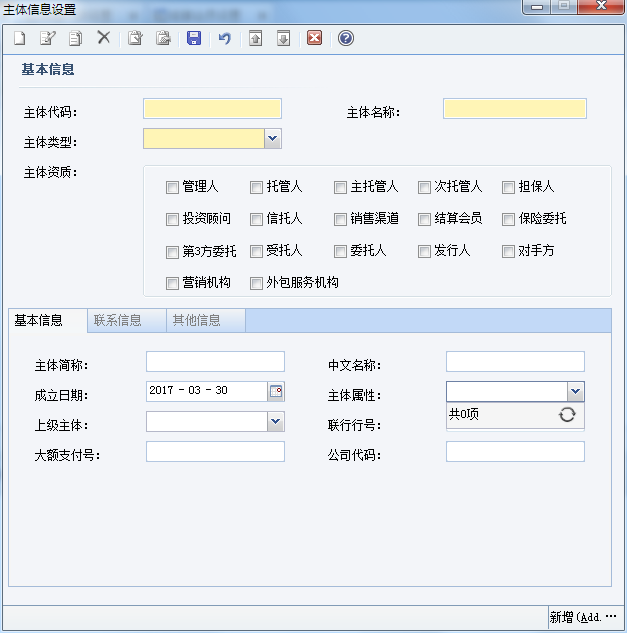 主体信息设置
基本信息
主体代码: 主体名称:
主体类型:
主体资质:
管理人 托管人 主托管人 次托管人 担保人
投资顾问 信托人 销售渠道 结算会员 保险委托
第3方委托 受托人 委托人 发行人 对手方
营销机构 外包服务机构
基本信息 联系信息 其他信息
主体简称: 中文名称:
成立日期: 2017 - 03 - 30 主体属性:
共0项
上级主体: 联行行号:
大额支付号: 公司代码:
新增(Add. ...